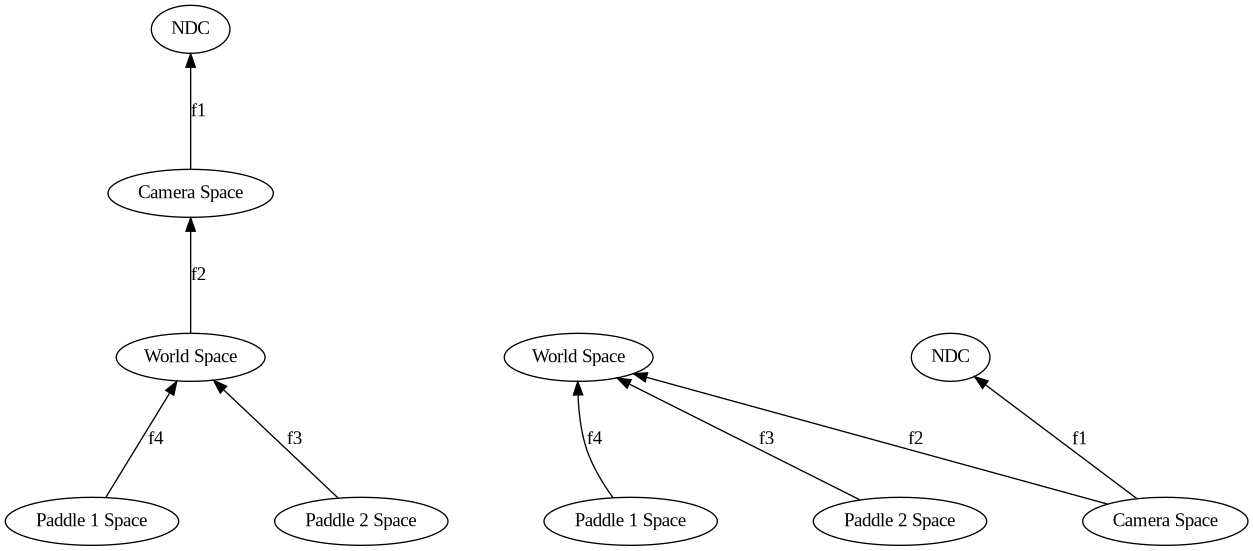 NDC
f1
Camera Space
f2
World Space
f4
f3
Paddle 1 Space
Paddle 2 Space
World Space
NDC
f4
f3
f2
f1
Paddle 1 Space
Paddle 2 Space
Camera Space